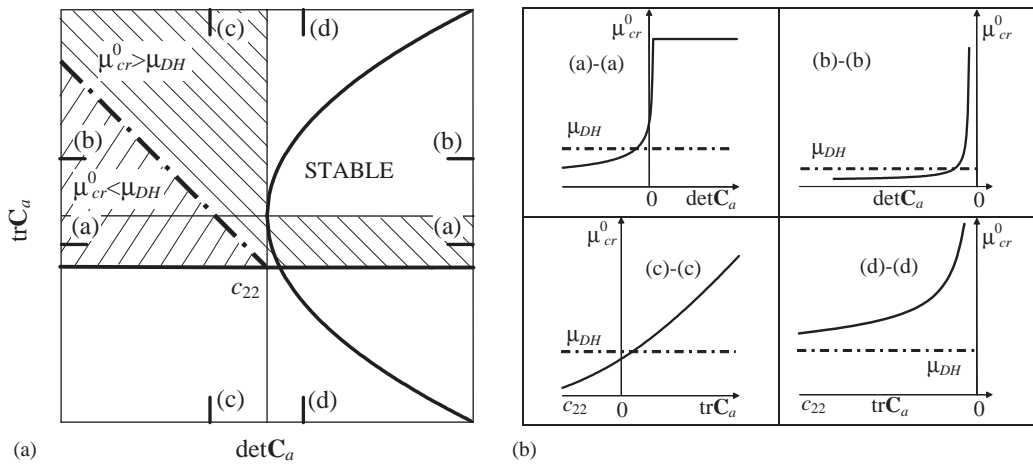 (c)
(d)
μ⁰cr>μDH
(b)
(b)
STABLE
μ⁰cr<μDH
(a)
(a)
trCa
c22
(c)
(d)
(a)
detCa
μ⁰cr
(a)-(a)
μDH
0
detCa
μ⁰cr
(b)-(b)
μDH
detCa
0
μ⁰cr
(c)-(c)
μDH
c22
0
trCa
μ⁰cr
(d)-(d)
μDH
c22
trCa
0
(b)